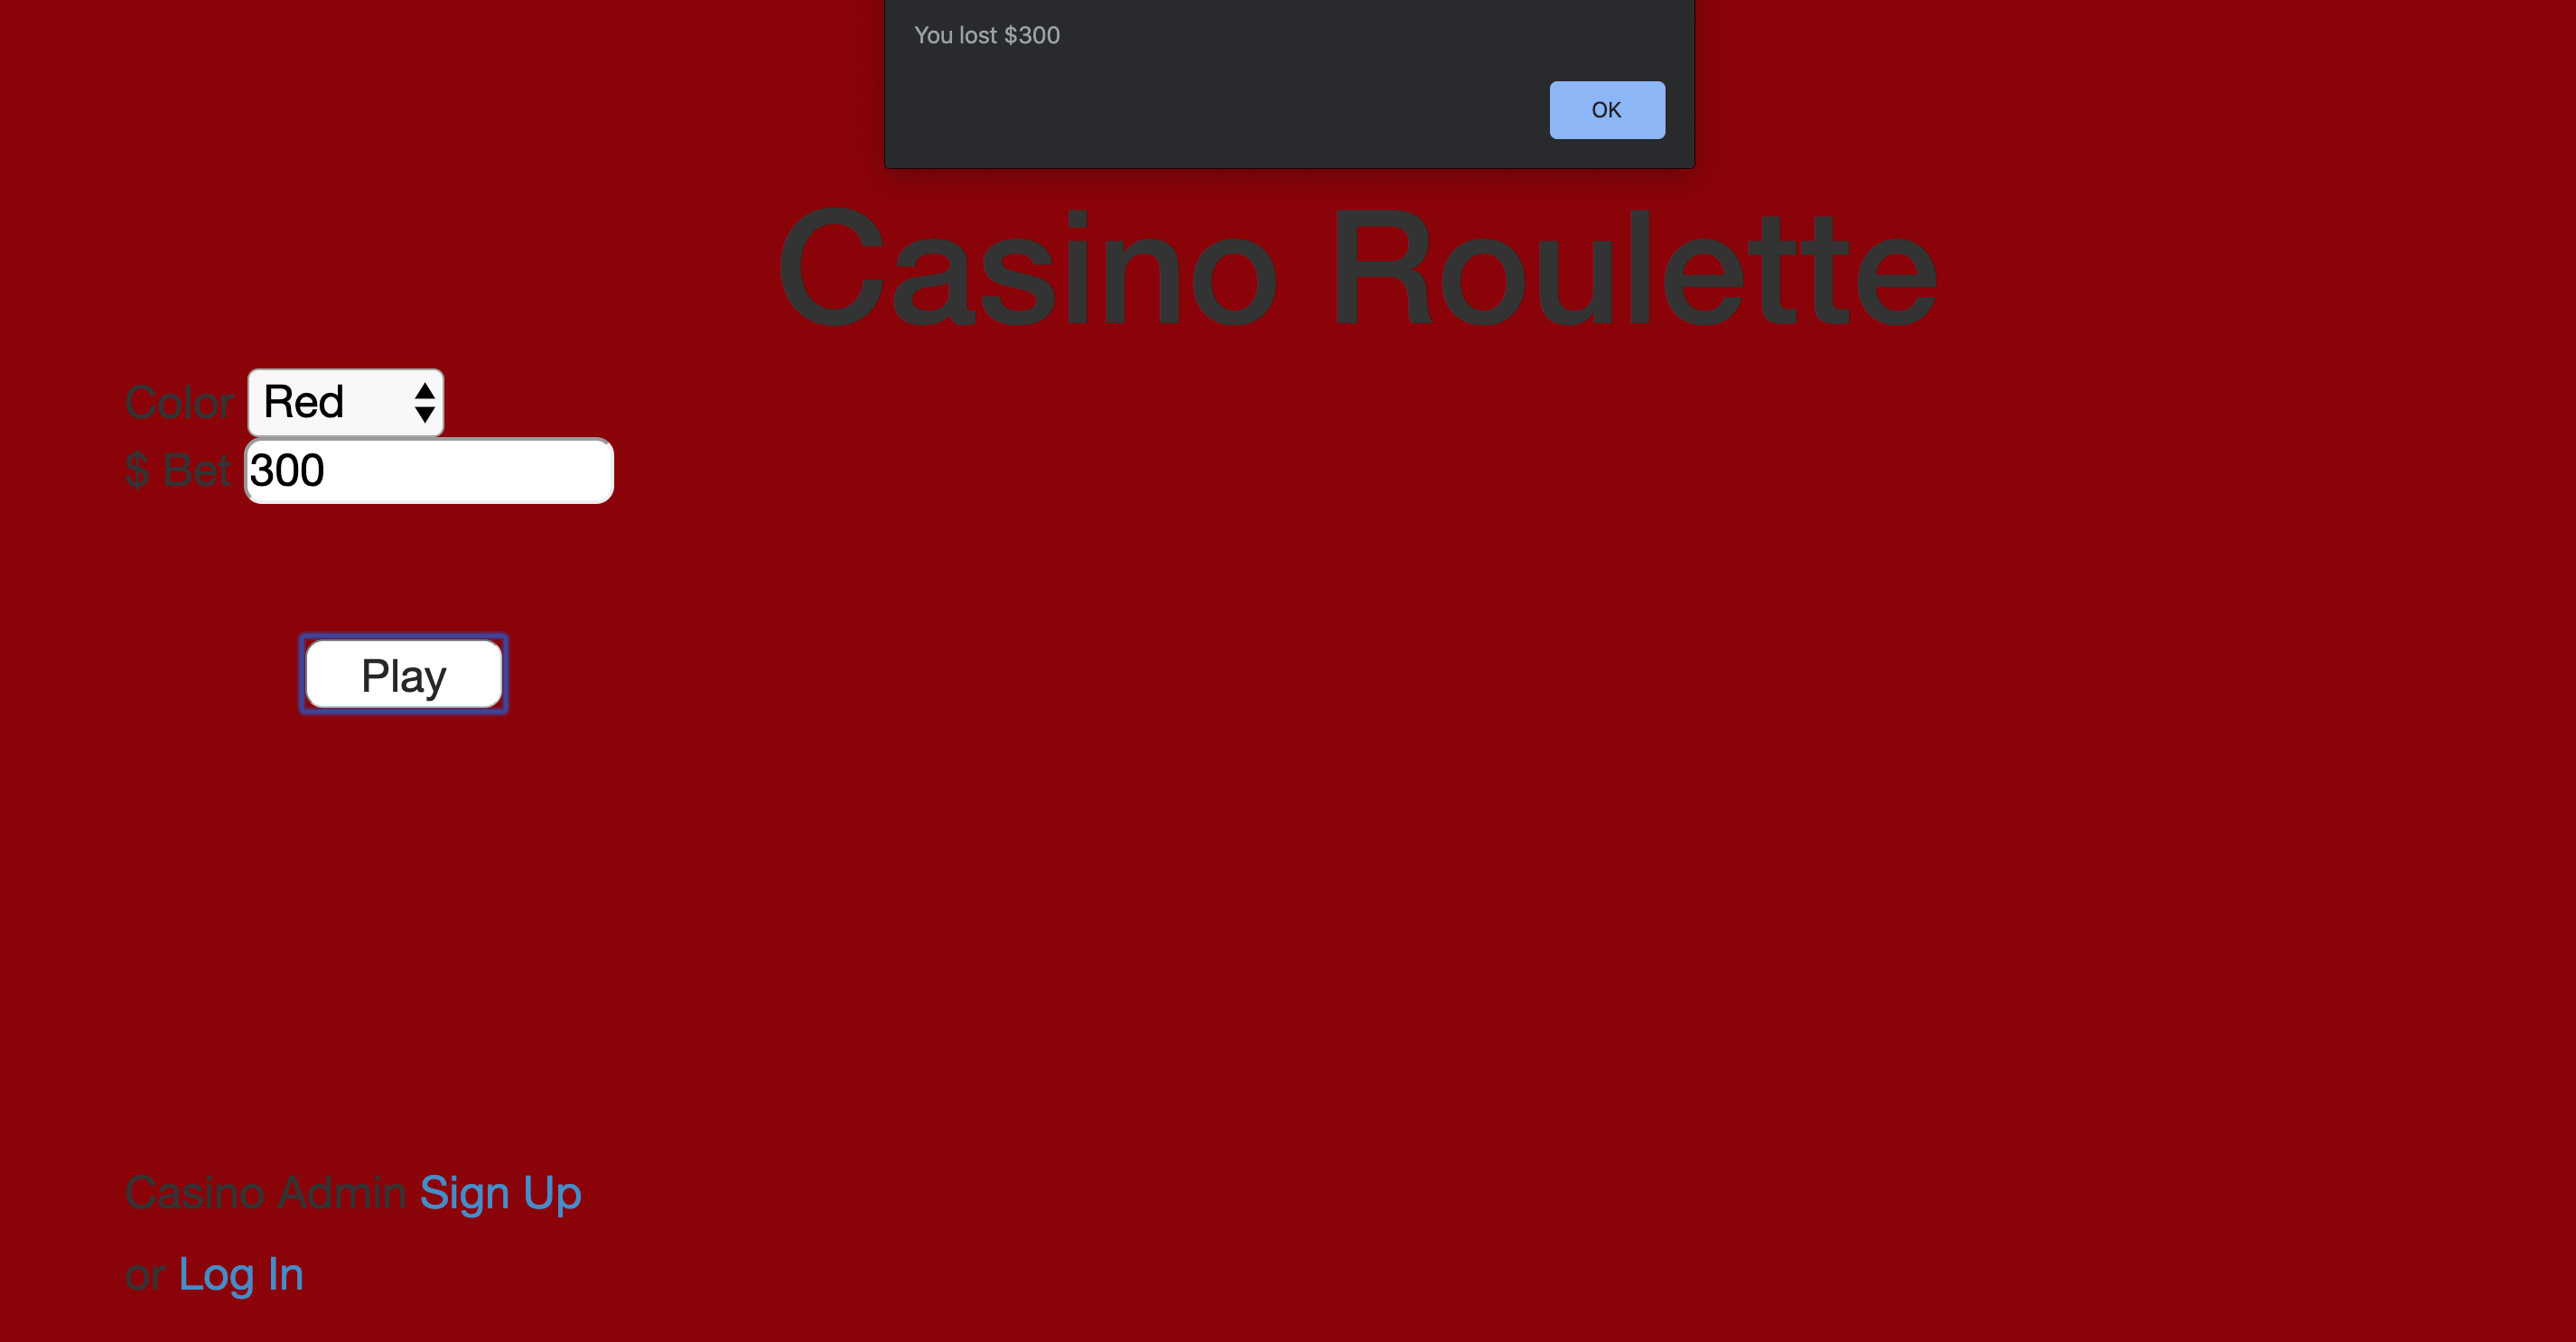 You lost $300
OK
Casino Roulette
Color Red
$ Bet 300
Play
Casino Admin Sign Up
or Log In